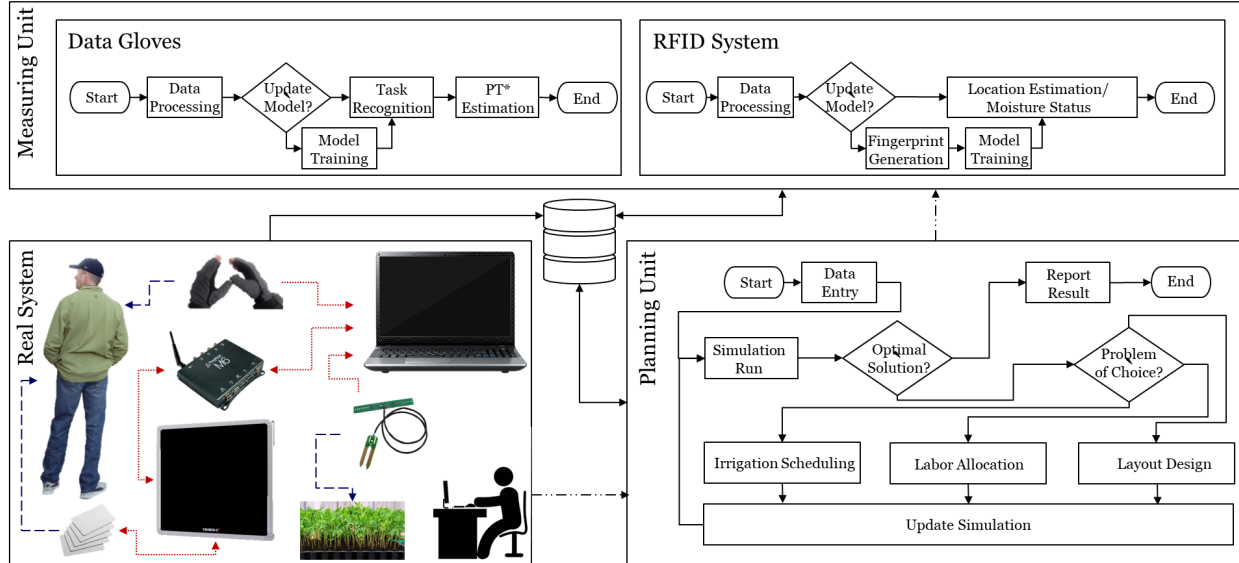 Measuring Unit
Data Gloves
Start
Data
Processing
Update
Model?
Task
Recognition
PT*
Estimation
End
Model
Training
RFID System
Start
Data
Processing
Update
Model?
Location Estimation/
Moisture Status
End
Fingerprint
Generation
Model
Training
Real System
M6
Planning Unit
Start
Data
Entry
Report
Result
End
Simulation
Run
Optimal
Solution?
Problem
of Choice?
Irrigation Scheduling
Labor Allocation
Layout Design
Update Simulation